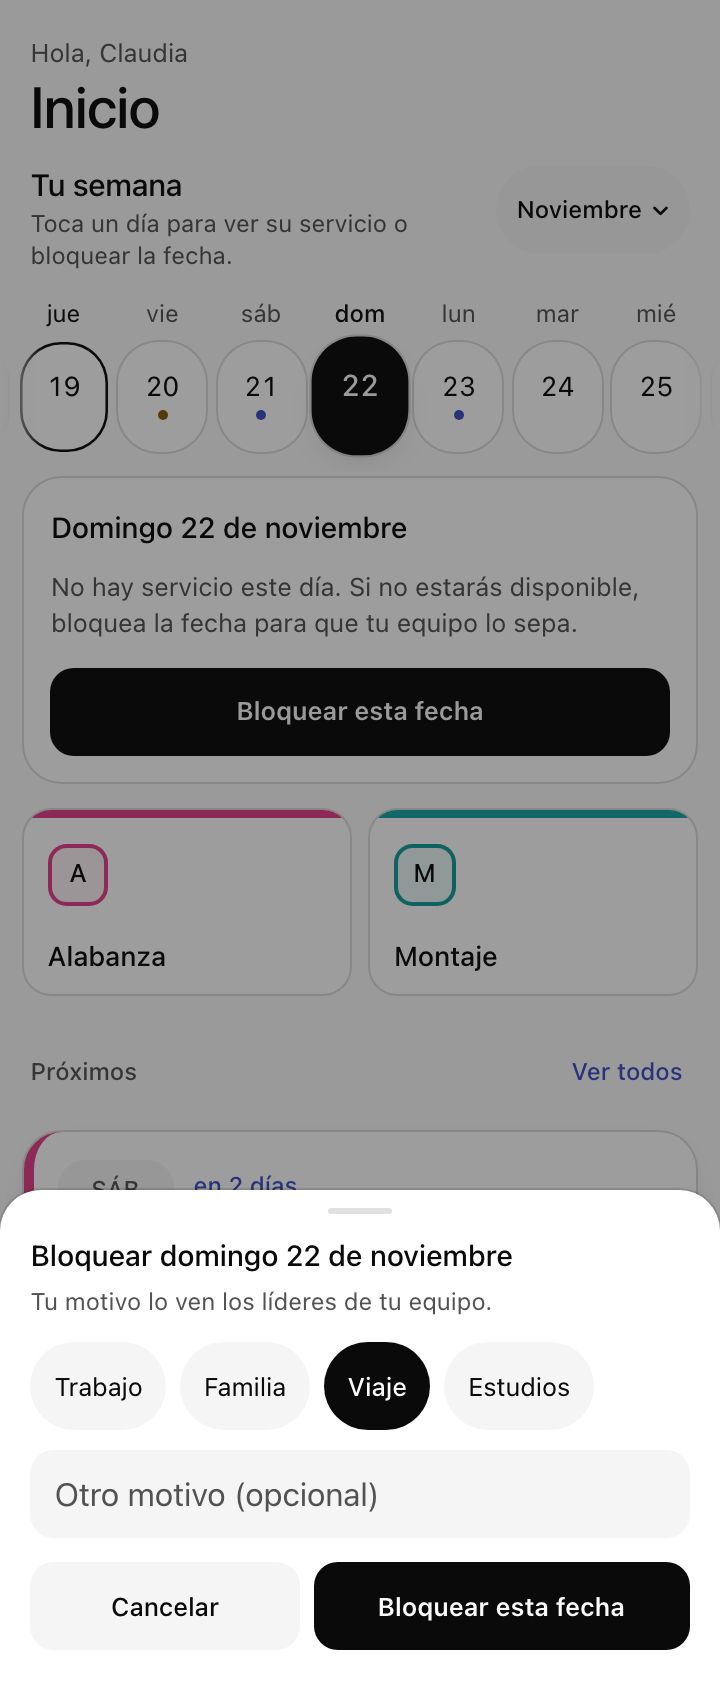 Hola, Claudia
Inicio
Tu semana
Toca un día para ver su servicio o
bloquear la fecha.
Noviembre
jue vie sáb dom lun mar mié
19 20 21 22 23 24 25
Domingo 22 de noviembre
No hay servicio este día. Si no estarás disponible,
bloquea la fecha para que tu equipo lo sepa.
Bloquear esta fecha
A
Alabanza
M
Montaje
Próximos
Ver todos
SÁB
en 2 días
Bloquear domingo 22 de noviembre
Tu motivo lo ven los líderes de tu equipo.
Trabajo Familia Viaje Estudios
Otro motivo (opcional)
Cancelar
Bloquear esta fecha